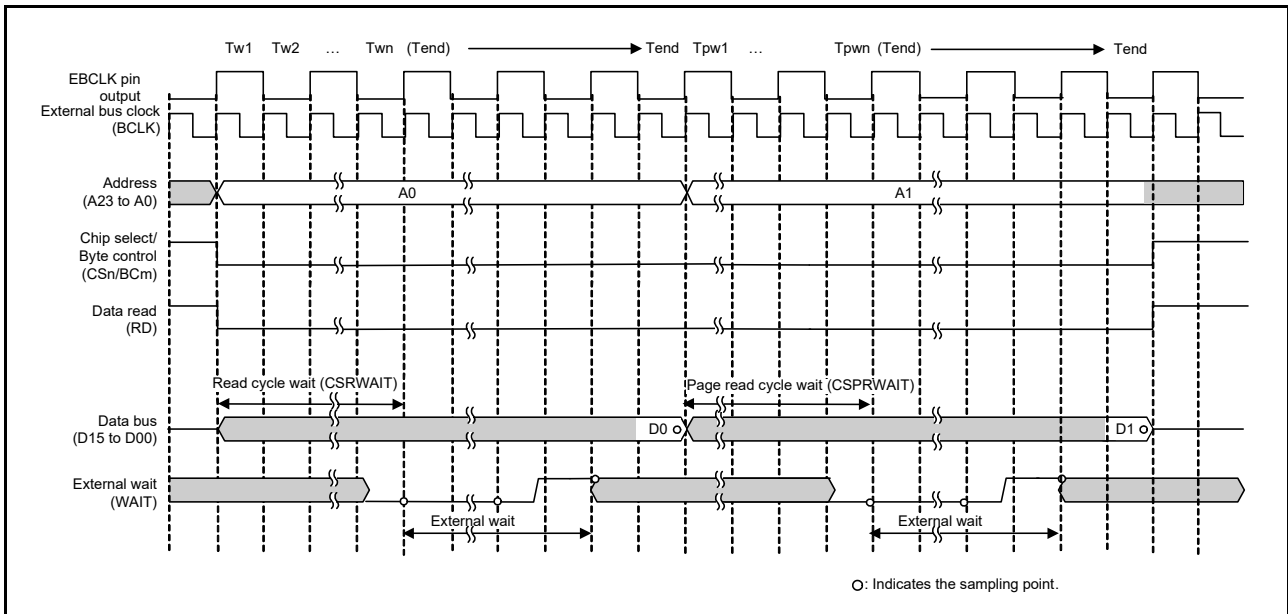 Tw1 Tw2 ... Twn (Tend) Tend Tpw1 ... Tpwn (Tend) Tend
EBCLK pin
output
External bus clock
(BCLK)
Address
(A23 to A0)
A0 A1
Chip select/
Byte control
(CSn/BCm)
Data read
(RD)
Read cycle wait (CSRWAIT) Page read cycle wait (CSPRWAIT)
Data bus
(D15 to D00)
D0 D1
External wait
(WAIT)
External wait External wait
O: Indicates the sampling point.